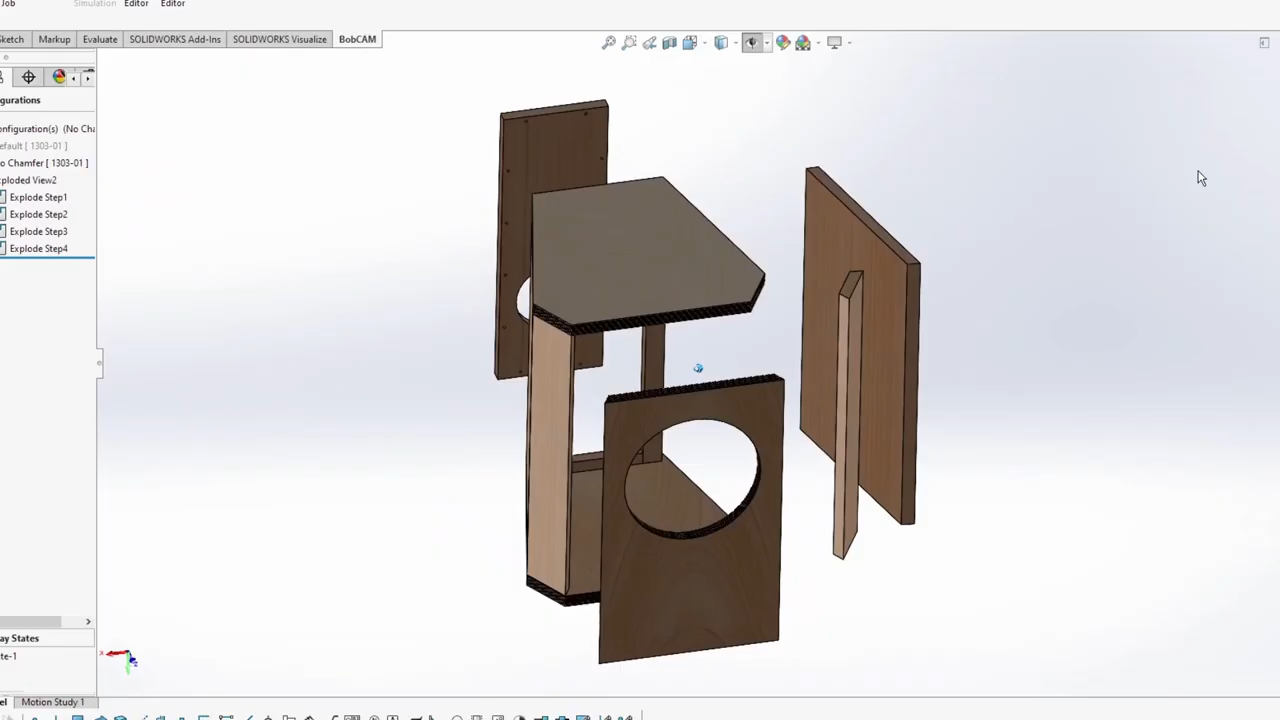 Job Simulation Editor Editor
ketch Markup Evaluate SOLIDWORKS Add-Ins SOLIDWORKS Visualize BobCAM
figurations
onfiguration(s) (No Cha
efault [ 1303-01 ]
o Chamfer [ 1303-01 ]
ploded View2
Explode Step1
Explode Step2
Explode Step3
Explode Step4
ay States
te-1
x
el Motion Study 1